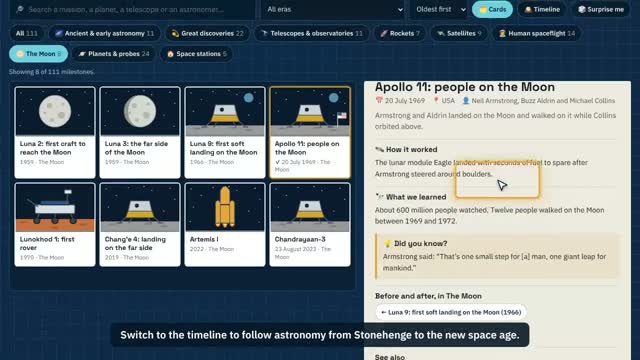 Search a mission, a planet, a telescope or an astronomer...
All eras
Oldest first
Cards
Timeline
Surprise me
All 111
Ancient & early astronomy 11
Great discoveries 22
Telescopes & observatories 11
Rockets 7
Satellites 9
Human spaceflight 14
The Moon 8
Planets & probes 24
Space stations 5
Showing 8 of 111 milestones.
Luna 2: first craft to reach the Moon
1959 · The Moon
Luna 3: the far side of the Moon
1959 · The Moon
Luna 9: first soft landing on the Moon
1966 · The Moon
Apollo 11: people on the Moon
✓ 20 July 1969 · The Moon
Lunokhod 1: first rover
1970 · The Moon
Chang'e 4: landing on the far side
2019 · The Moon
Artemis I
2022 · The Moon
Chandrayaan-3
23 August 2023 · The Moon
Apollo 11: people on the Moon
20 July 1969
USA
Neil Armstrong, Buzz Aldrin and Michael Collins
Armstrong and Aldrin landed on the Moon and walked on it while Collins
orbited above.
How it worked
The lunar module Eagle landed with seconds of fuel to spare after
Armstrong steered around boulders.
What we learned
About 600 million people watched. Twelve people walked on the Moon
between 1969 and 1972.
Did you know?
Armstrong said: “That's one small step for [a] man, one giant leap for
mankind.”
Before and after, in The Moon
← Luna 9: first soft landing on the Moon (1966)
Switch to the timeline to follow astronomy from Stonehenge to the new space age.
See also